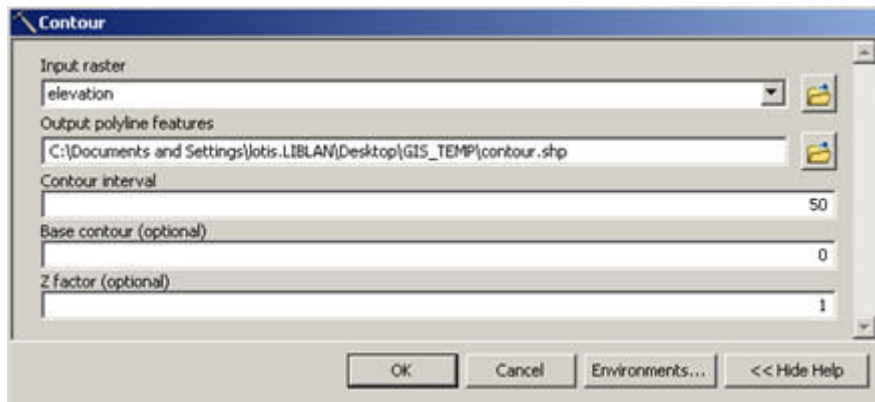 Contour
Input raster
elevation
Output polyline features
C:\Documents and Settings\lotis.LIBLAN\Desktop\GIS_TEMP\contour.shp
Contour interval
50
Base contour (optional)
0
Z factor (optional)
1
OK
Cancel
Environments...
<< Hide Help